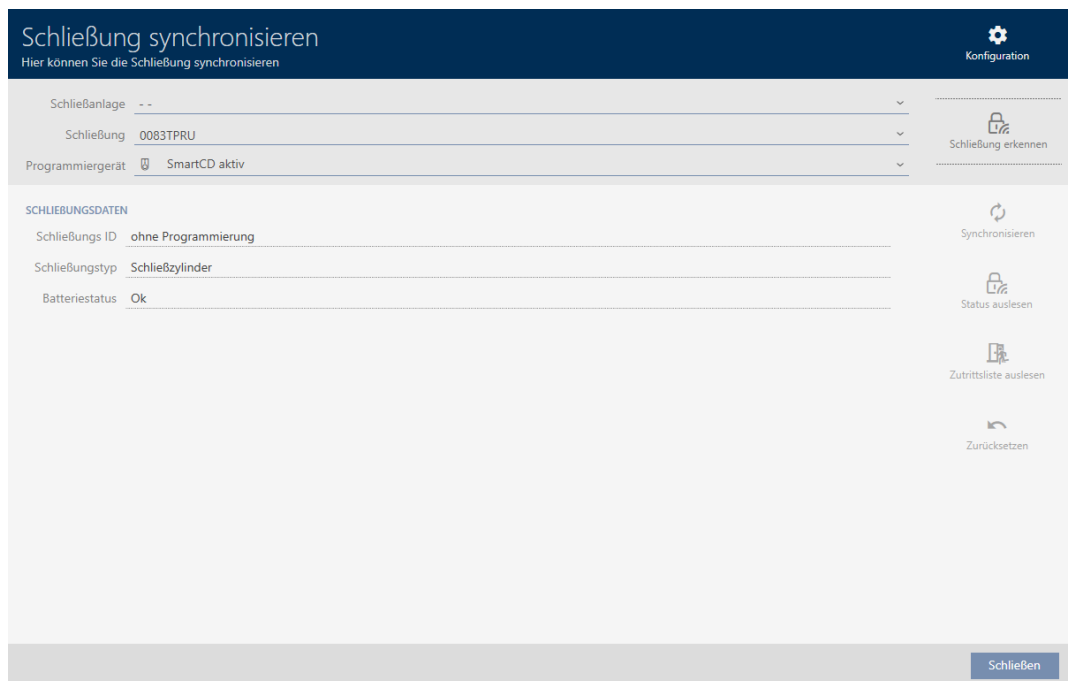 Schließung synchronisieren
Hier können Sie die Schließung synchronisieren
Konfiguration
Schließanlage - -
Schließung 0083TPRU
Programmiergerät SmartCD aktiv
Schließung erkennen
SCHLIEßUNGSDATEN
Schließungs ID ohne Programmierung
Schließungstyp Schließzylinder
Batteriestatus Ok
Synchronisieren
Status auslesen
Zutrittsliste auslesen
Zurücksetzen
Schließen